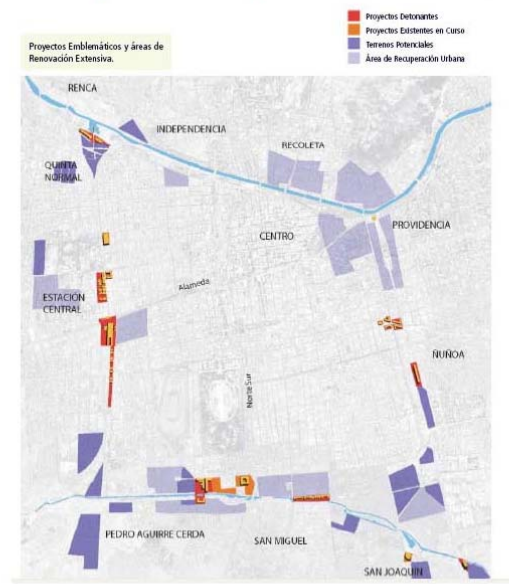 Proyectos Detonantes
Proyectos Existentes en Curso
Terrenos Potenciales
Área de Recuperación Urbana
Proyectos Emblemáticos y áreas de
Renovación Extensiva.
RENCA
INDEPENDENCIA
RECOLETA
QUINTA
NORMAL
PROVIDENCIA
CENTRO
Alameda
ESTACIÓN
CENTRAL
ÑUÑOA
Norte Sur
PEDRO AGUIRRE CERDA
SAN MIGUEL
SAN JOAQUÍN